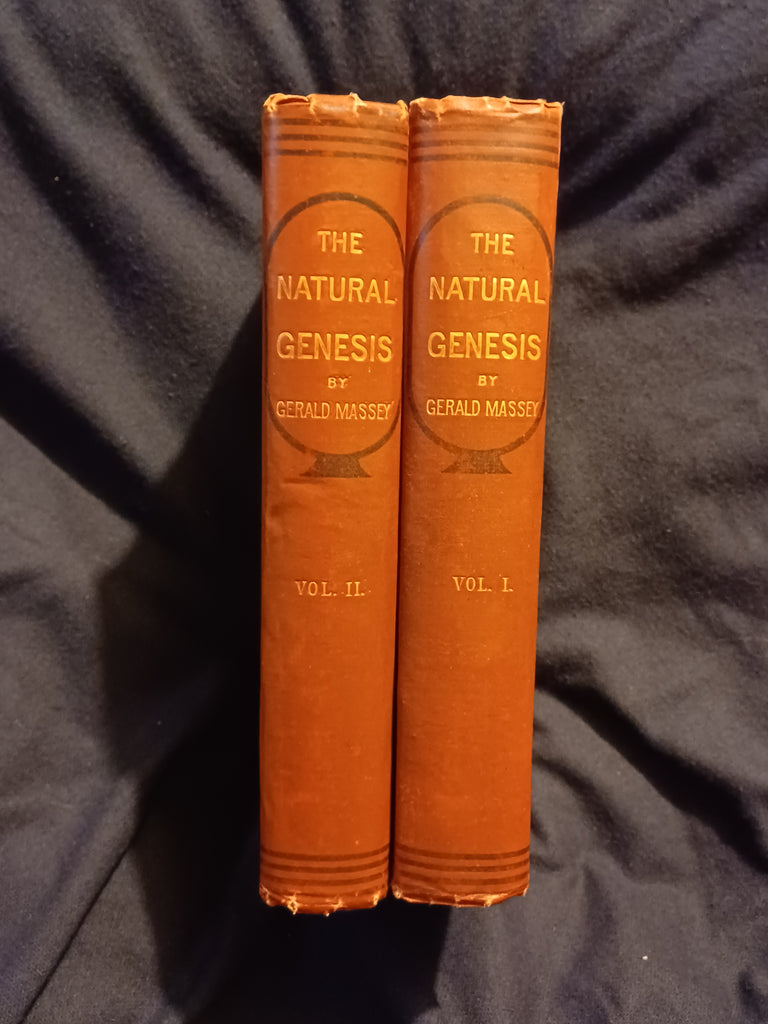 THE
NATURAL
GENESIS
BY
GERALD MASSEY
VOL. II.
THE
NATURAL
GENESIS
BY
GERALD MASSEY
VOL. I.